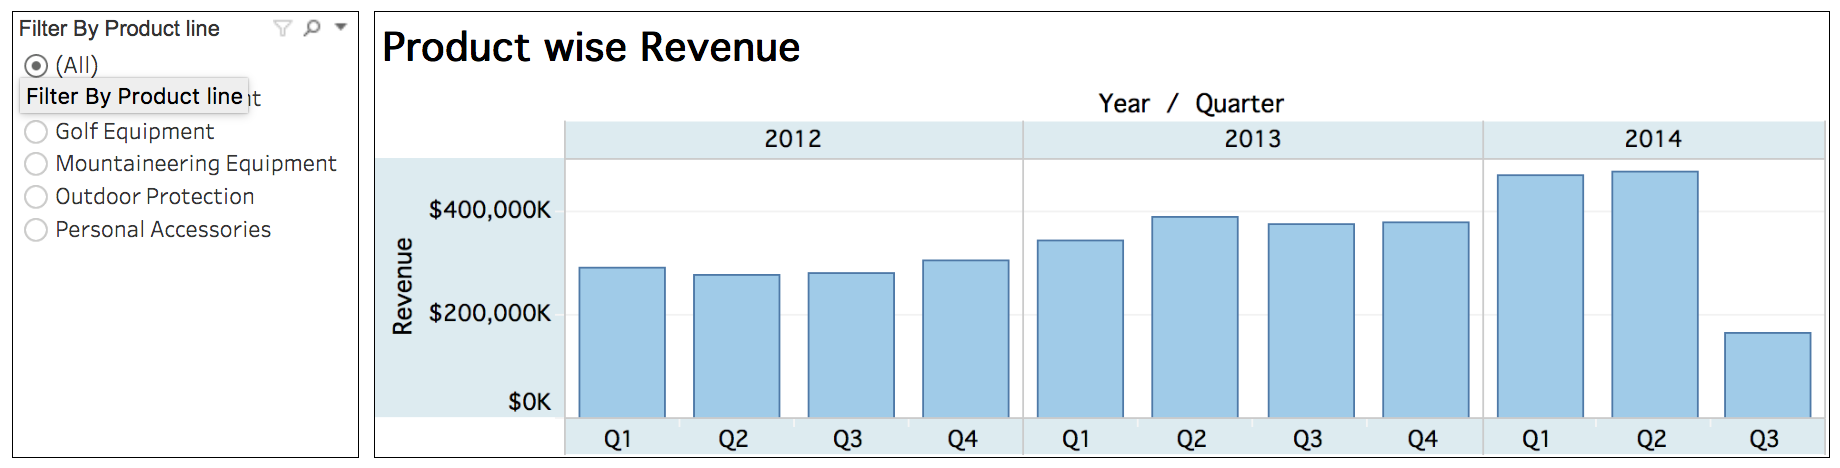 Filter By Product line
(All)
Filter By Product line
Golf Equipment
Mountaineering Equipment
Outdoor Protection
Personal Accessories
Product wise Revenue
Year / Quarter
2012 2013 2014
Revenue
$400,000K
$200,000K
$0K
Q1 Q2 Q3 Q4 Q1 Q2 Q3 Q4 Q1 Q2 Q3